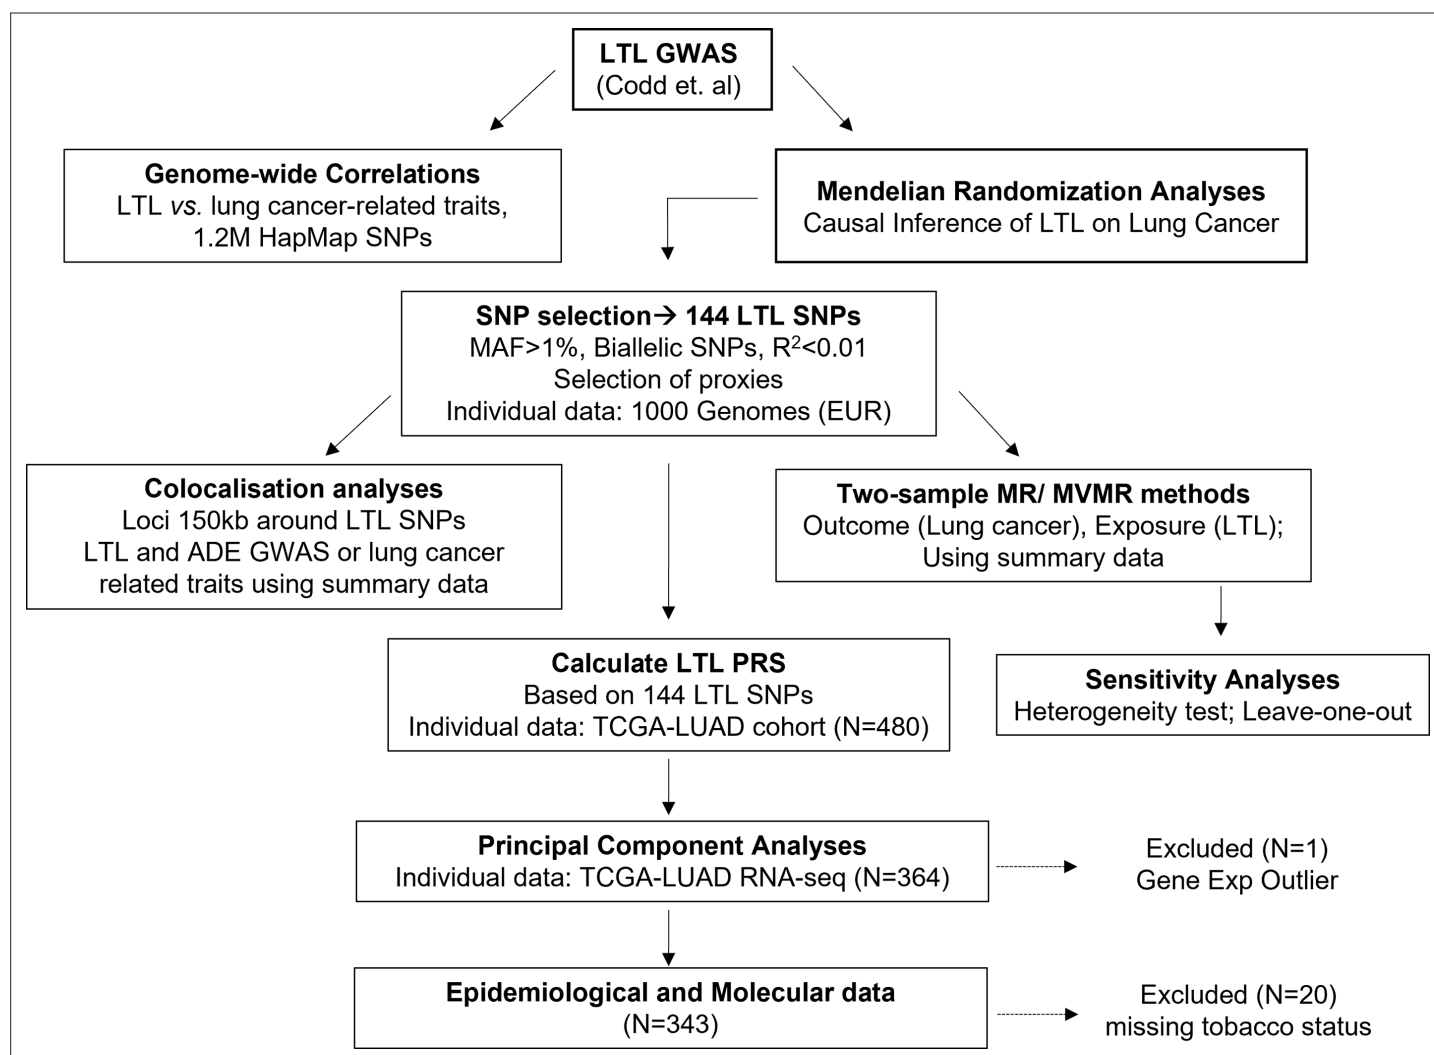 LTL GWAS
(Codd et. al)
Genome-wide Correlations
LTL vs. lung cancer-related traits,
1.2M HapMap SNPs
Mendelian Randomization Analyses
Causal Inference of LTL on Lung Cancer
SNP selection→ 144 LTL SNPs
MAF>1%, Biallelic SNPs, R²<0.01
Selection of proxies
Individual data: 1000 Genomes (EUR)
Colocalisation analyses
Loci 150kb around LTL SNPs
LTL and ADE GWAS or lung cancer
related traits using summary data
Two-sample MR/ MVMR methods
Outcome (Lung cancer), Exposure (LTL);
Using summary data
Calculate LTL PRS
Based on 144 LTL SNPs
Individual data: TCGA-LUAD cohort (N=480)
Sensitivity Analyses
Heterogeneity test; Leave-one-out
Principal Component Analyses
Individual data: TCGA-LUAD RNA-seq (N=364)
Excluded (N=1)
Gene Exp Outlier
Epidemiological and Molecular data
(N=343)
Excluded (N=20)
missing tobacco status